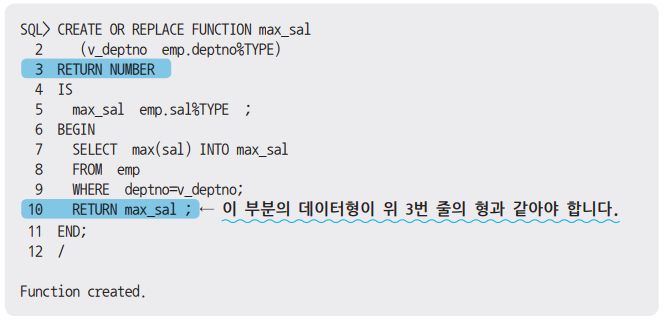 SQL> CREATE OR REPLACE FUNCTION max_sal
2 (v_deptno emp.deptno%TYPE)
3 RETURN NUMBER
4 IS
5 max_sal emp.sal%TYPE ;
6 BEGIN
7 SELECT max(sal) INTO max_sal
8 FROM emp
9 WHERE deptno=v_deptno;
10 RETURN max_sal ; ← 이 부분의 데이터형이 위 3번 줄의 형과 같아야 합니다.
11 END;
12 /
Function created.